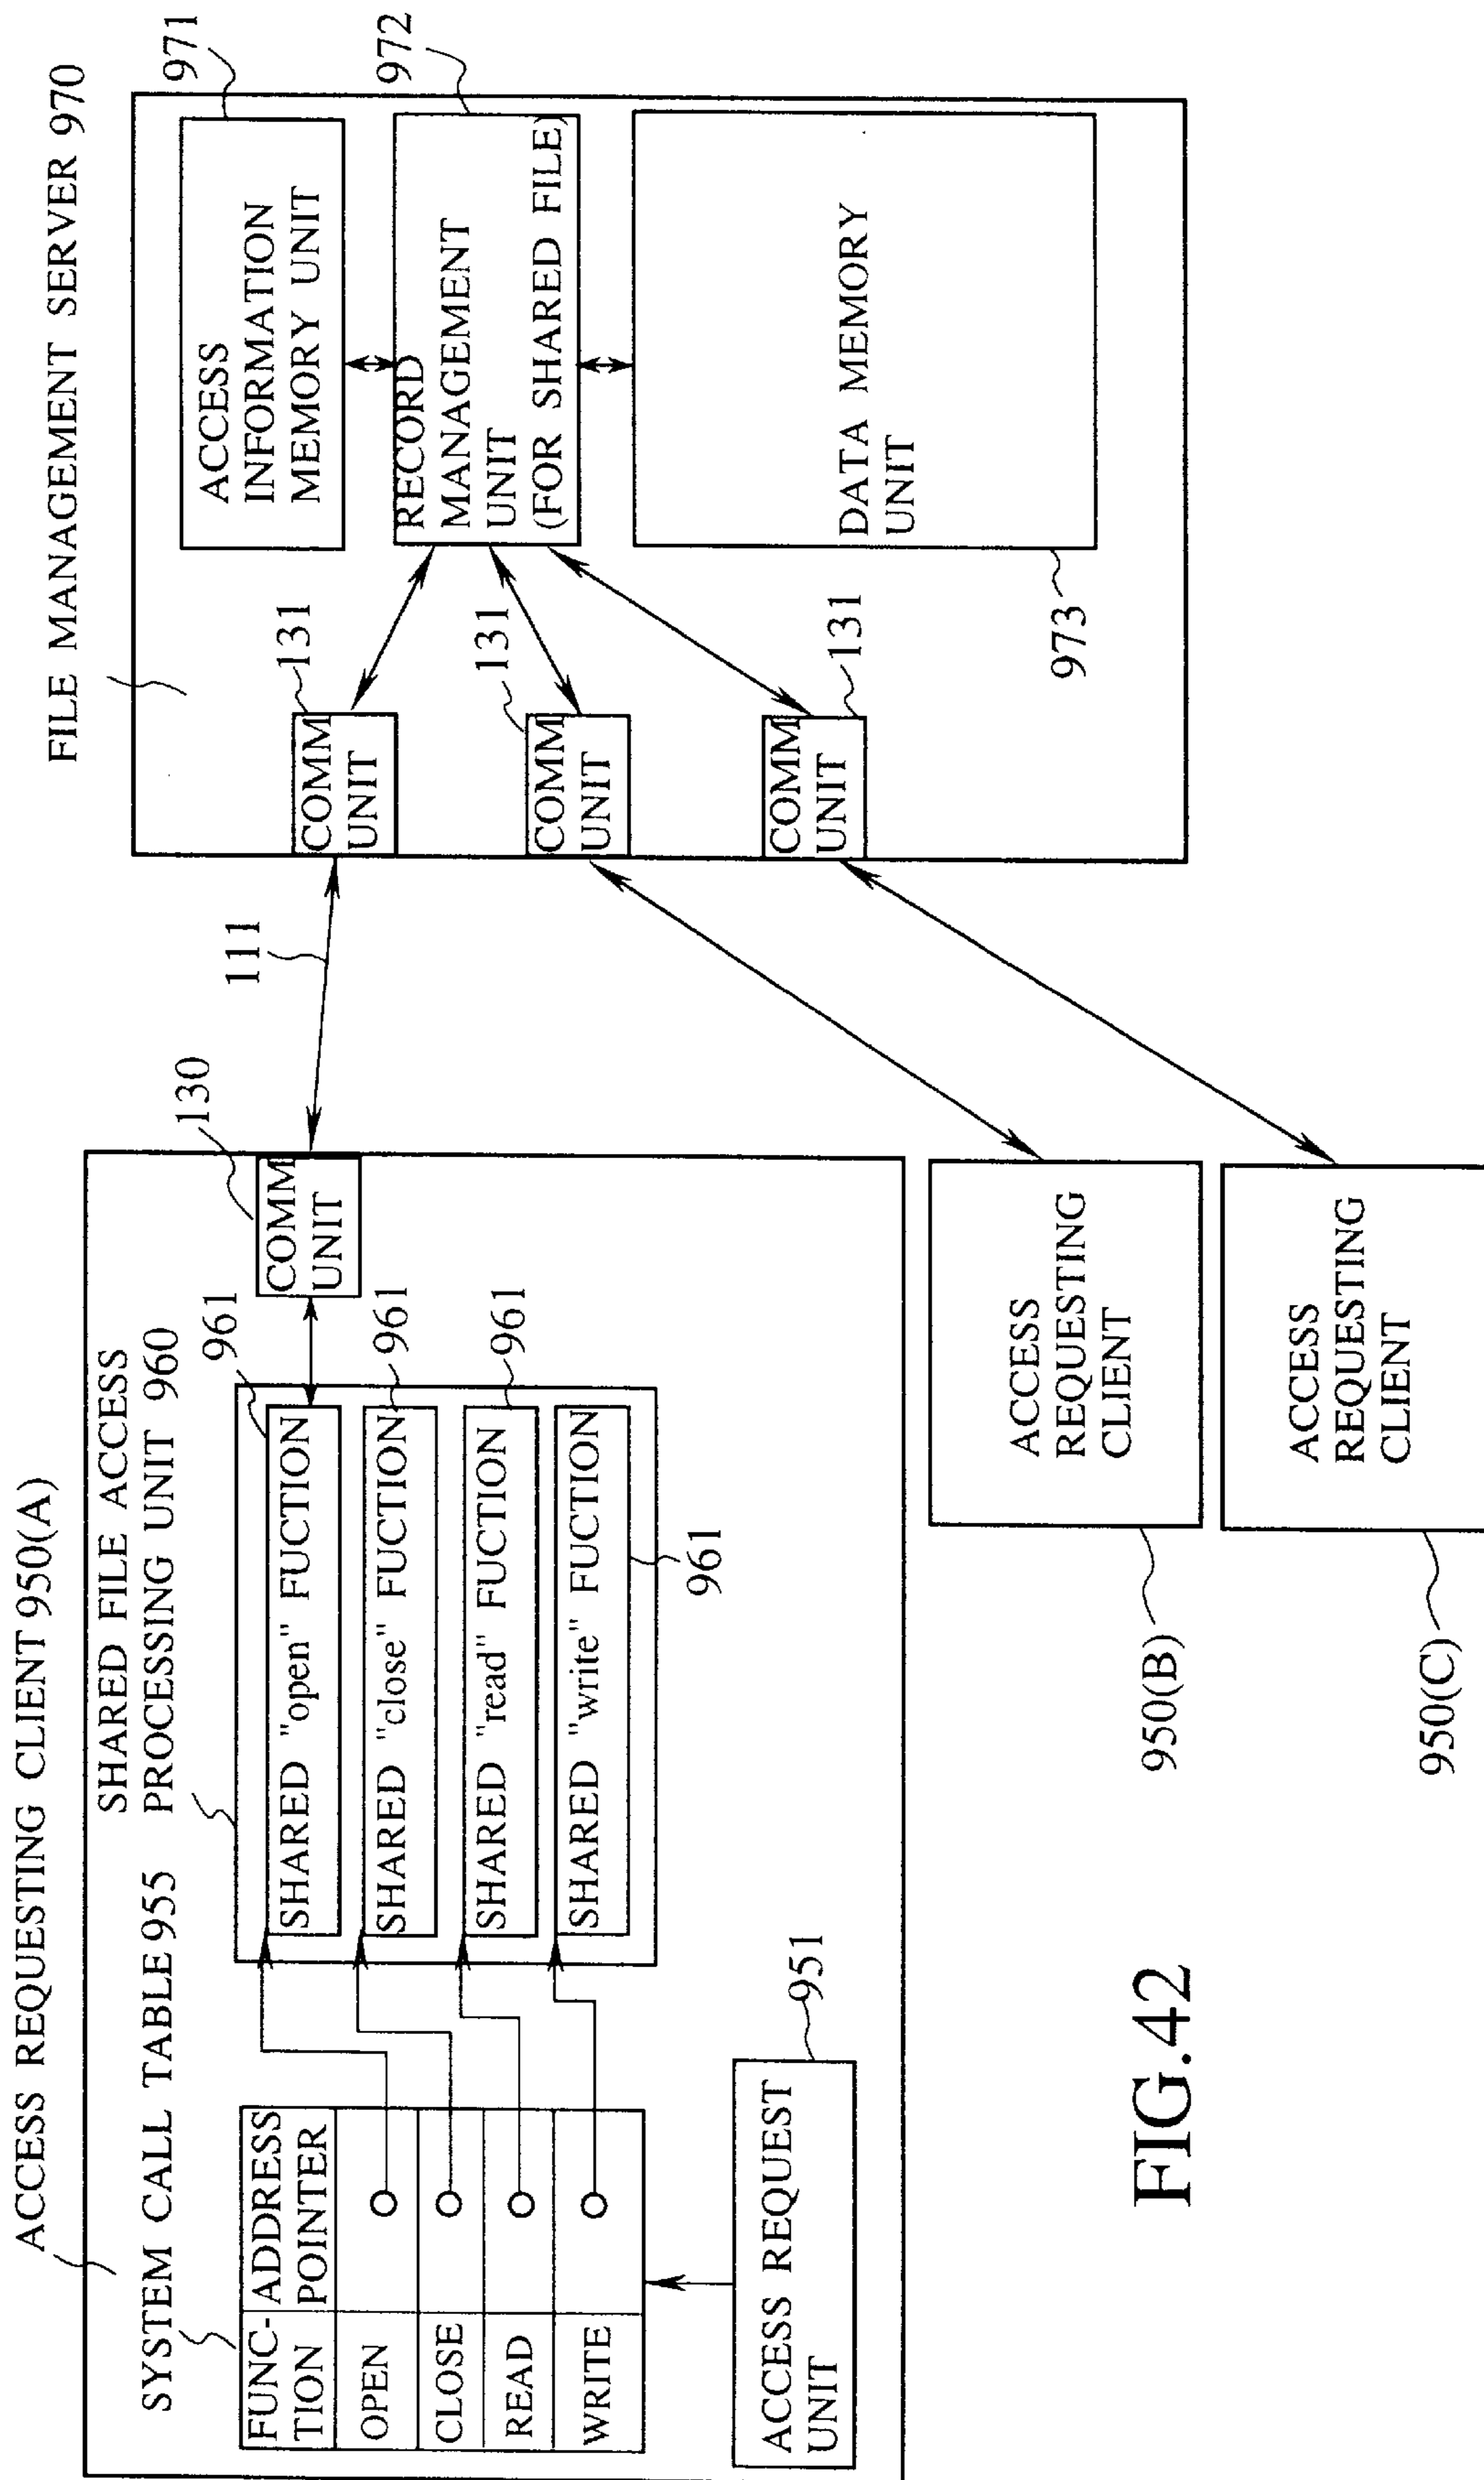 ACCESS REQUESTING CLIENT 950(A)
SYSTEM CALL TABLE 955
FUNC-
TION
ADDRESS
POINTER
OPEN
CLOSE
READ
WRITE
ACCESS REQUEST
UNIT
951
SHARED FILE ACCESS
PROCESSING UNIT 960
961
SHARED "open" FUCTION
SHARED "close" FUCTION
961
SHARED "read" FUCTION
961
SHARED "write" FUCTION
961
130
COMM
UNIT
111
FILE MANAGEMENT SERVER 970
COMM
UNIT
131
COMM
UNIT
131
COMM
UNIT
131
ACCESS
INFORMATION
MEMORY UNIT
971
RECORD
MANAGEMENT
UNIT
(FOR SHARED FILE)
972
DATA MEMORY
UNIT
973
ACCESS
REQUESTING
CLIENT
950(B)
ACCESS
REQUESTING
CLIENT
950(C)
FIG.42